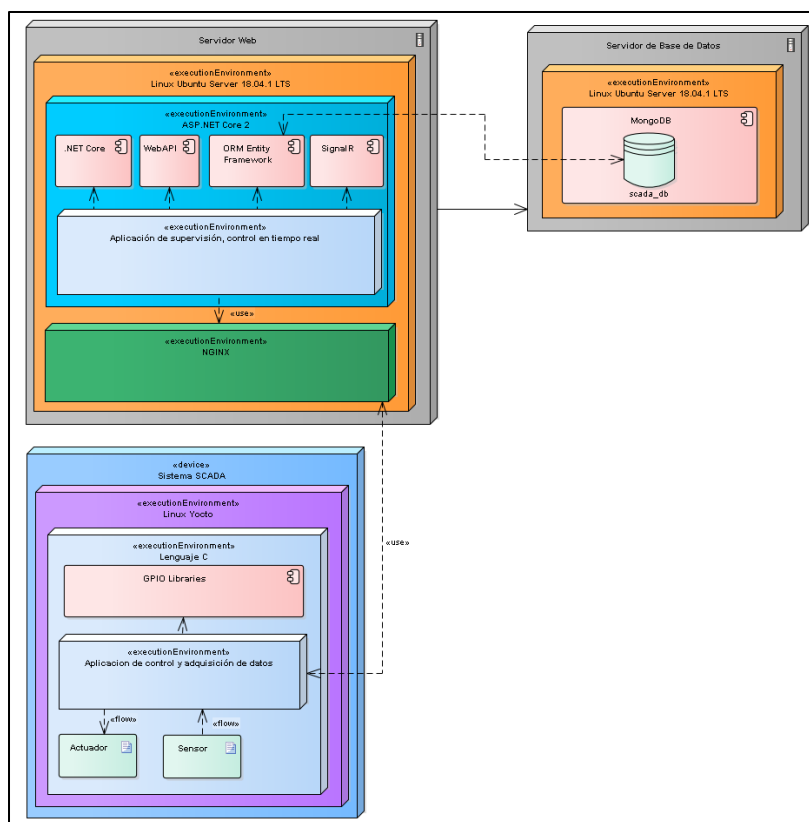 Servidor Web
«executionEnvironment»
Linux Ubuntu Server 18.04.1 LTS
«executionEnvironment»
ASP.NET Core 2
.NET Core
WebAPI
ORM Entity
Framework
SignalR
«executionEnvironment»
Aplicación de supervisión, control en tiempo real
«use»
«executionEnvironment»
NGINX
Servidor de Base de Datos
«executionEnvironment»
Linux Ubuntu Server 18.04.1 LTS
MongoDB
scada_db
«use»
«device»
Sistema SCADA
«executionEnvironment»
Linux Yocto
«executionEnvironment»
Lenguaje C
GPIO Libraries
«executionEnvironment»
Aplicacion de control y adquisición de datos
«flow»
«flow»
Actuador
Sensor